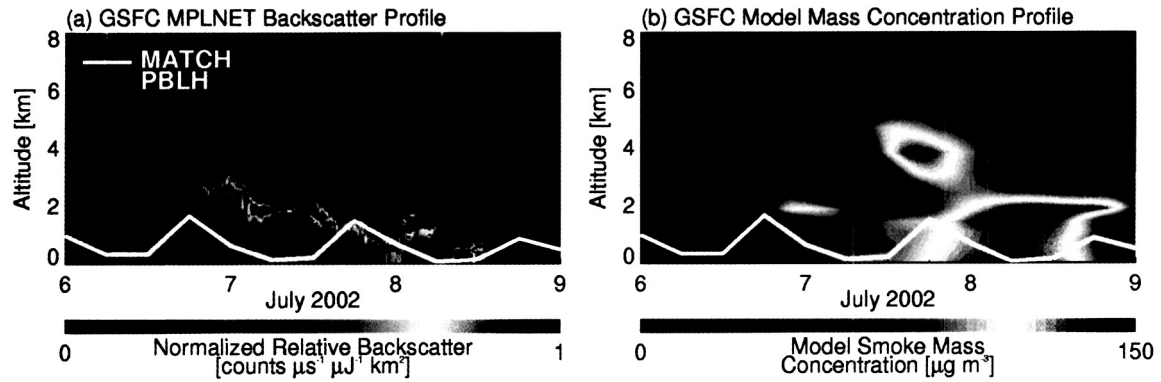 (a) GSFC MPLNET Backscatter Profile
8
6
4
2
0
Altitude [km]
MATCH
PBLH
6 7 8 9
July 2002
0 1
Normalized Relative Backscatter
[counts μs⁻¹ μJ⁻¹ km²]
(b) GSFC Model Mass Concentration Profile
8
6
4
2
0
Altitude [km]
6 7 8 9
July 2002
0 150
Model Smoke Mass
Concentration [μg m⁻³]